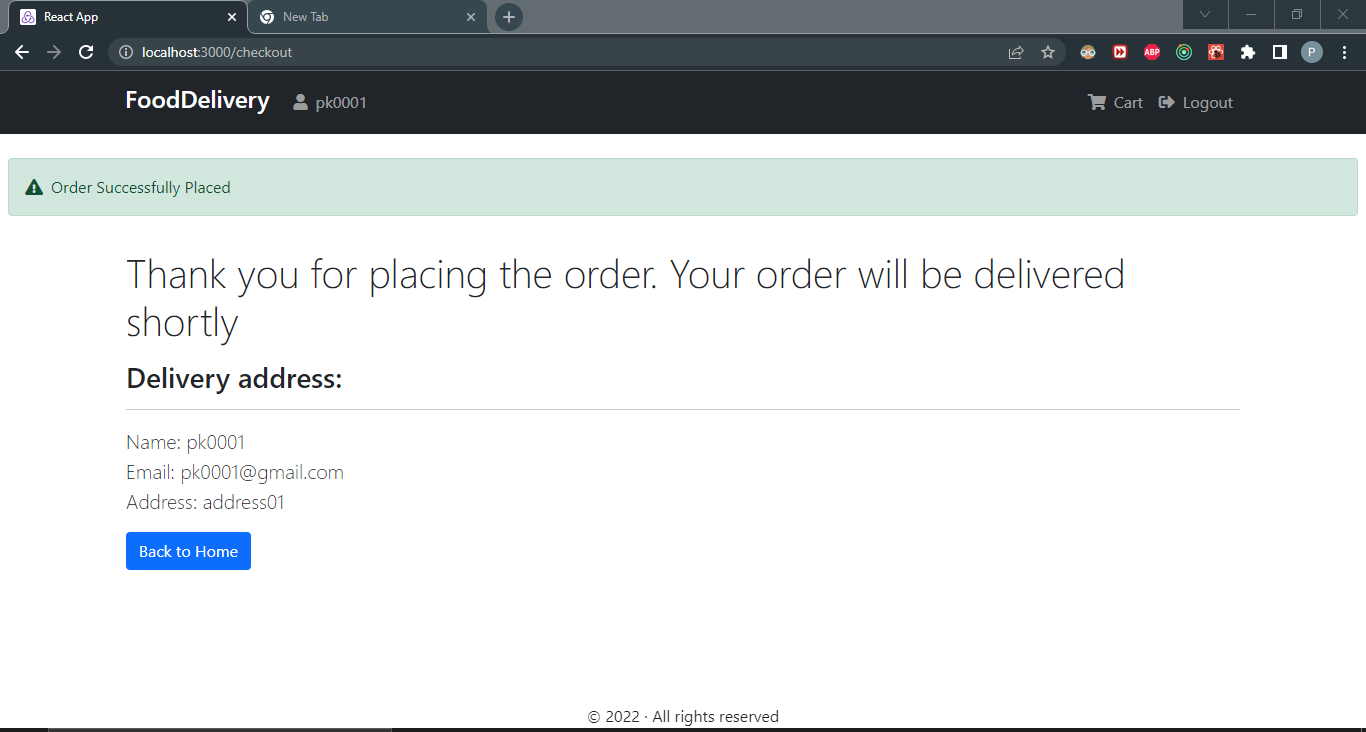 React App
New Tab
localhost:3000/checkout
ABP
P
FoodDelivery pk0001 Cart Logout
Order Successfully Placed
Thank you for placing the order. Your order will be delivered
shortly
Delivery address:
Name: pk0001
Email: pk0001@gmail.com
Address: address01
Back to Home
© 2022 · All rights reserved